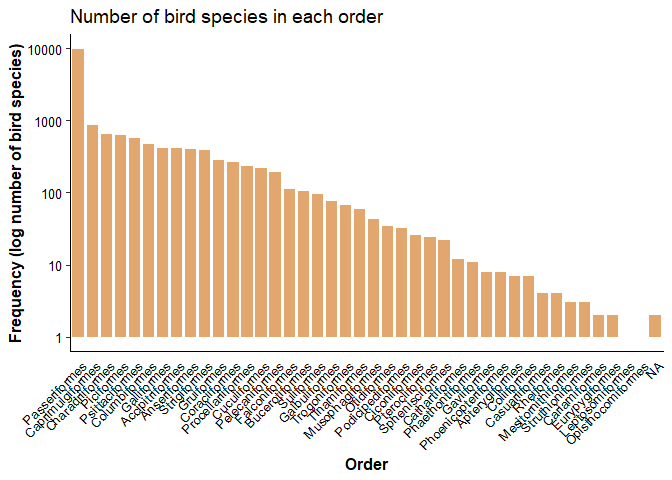 Number of bird species in each order
Frequency (log number of bird species)
10000
1000
100
10
1
Passeriformes
Caprimulgiformes
Charadriiformes
Piciformes
Psittaciformes
Columbiformes
Galliformes
Accipitriformes
Anseriformes
Strigiformes
Gruiformes
Coraciiformes
Procellariiformes
Cuculiformes
Pelecaniformes
Falconiformes
Bucerotiformes
Suliformes
Galbuliformes
Trogoniformes
Tinamiformes
Musophagiformes
Otidiformes
Podicipediformes
Ciconiiformes
Pterocliformes
Sphenisciformes
Cathartiformes
Phaethontiformes
Gaviiformes
Phoenicopteriformes
Apterygiformes
Coliiformes
Casuariiformes
Rheiformes
Mesitornithiformes
Struthioniformes
Cariamiformes
Eurypygiformes
Leptosomiformes
Opisthocomiformes
NA
Order